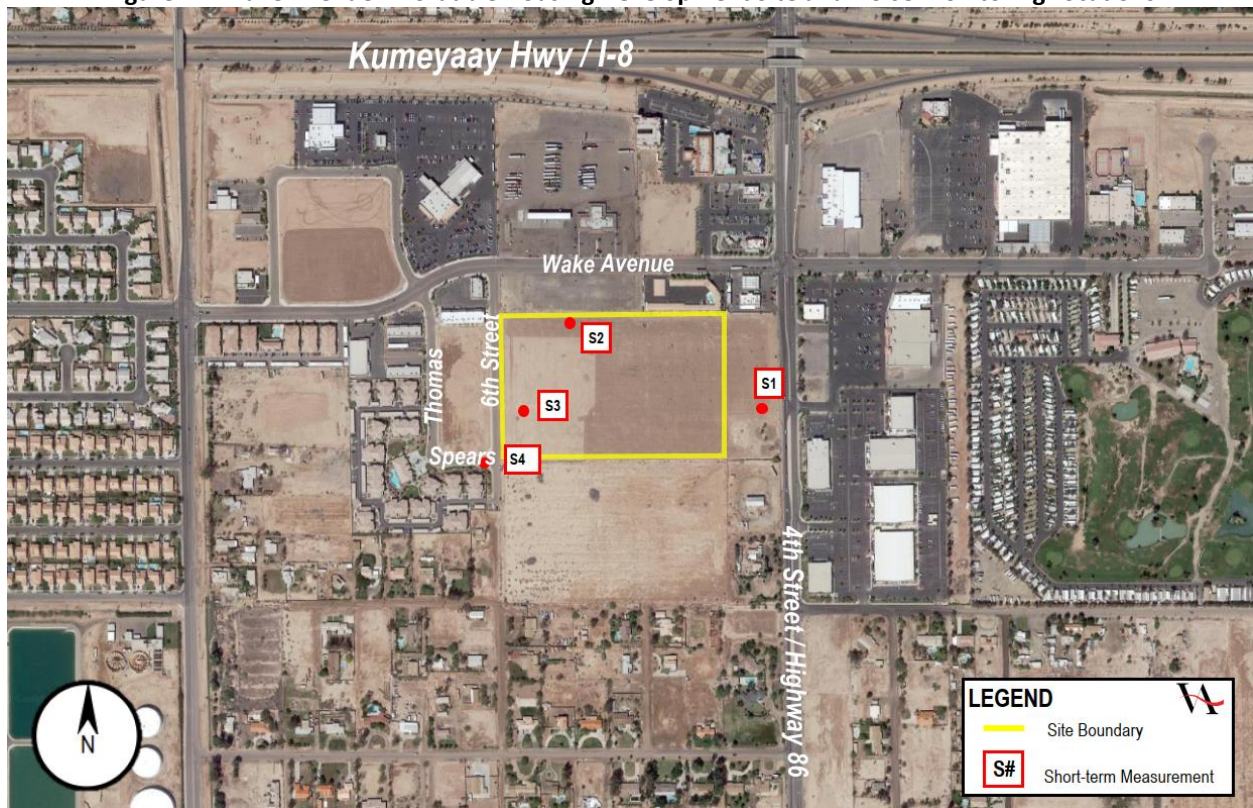 Kumeyaay Hwy / I-8
Wake Avenue
Thomas
6th Street
S2
S1
S3
Spears
S4
4th Street / Highway 86
N
LEGEND
Site Boundary
S#
Short-term Measurement